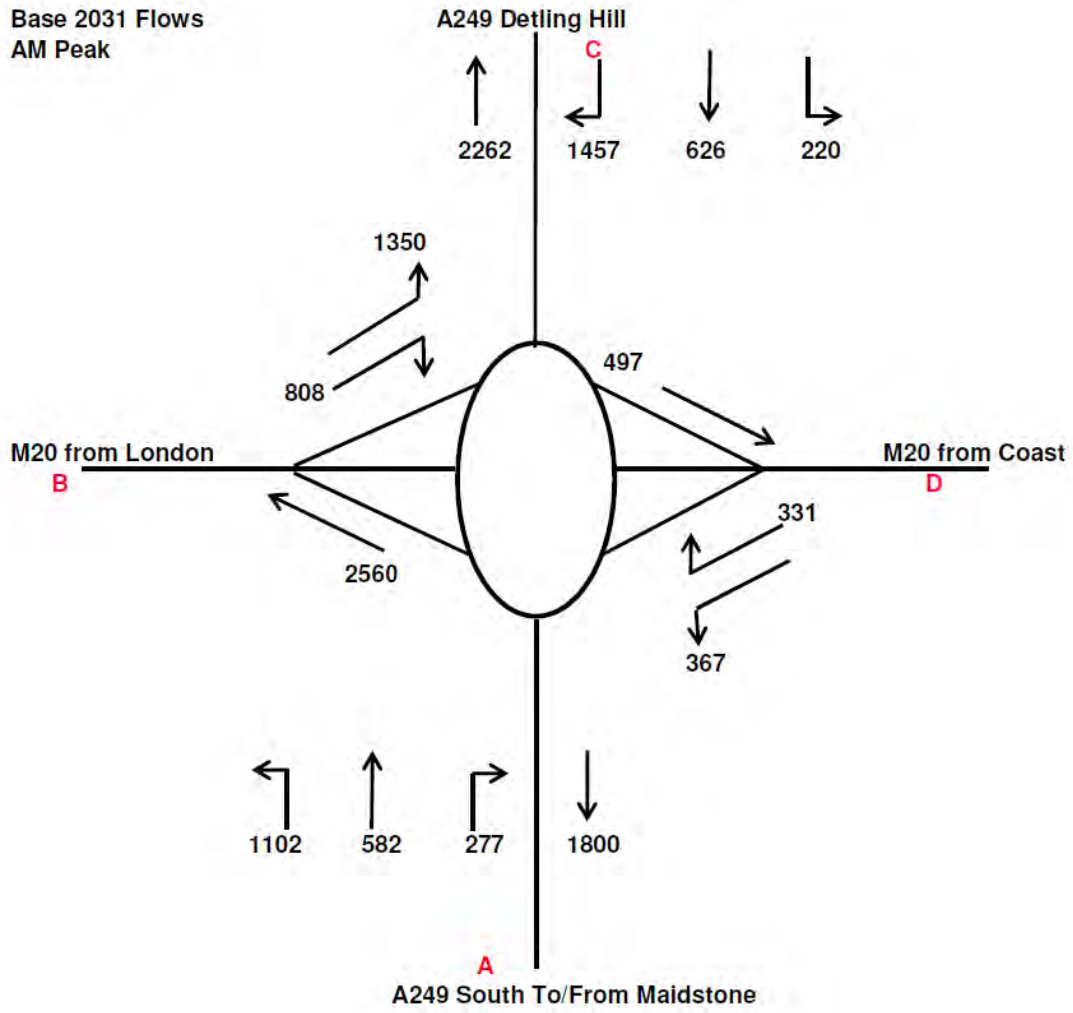 Base 2031 Flows
AM Peak
A249 Detling Hill
C
2262
1457
626
220
1350
808
497
M20 from London
B
M20 from Coast
D
331
2560
367
1102
582
277
1800
A
A249 South To/From Maidstone